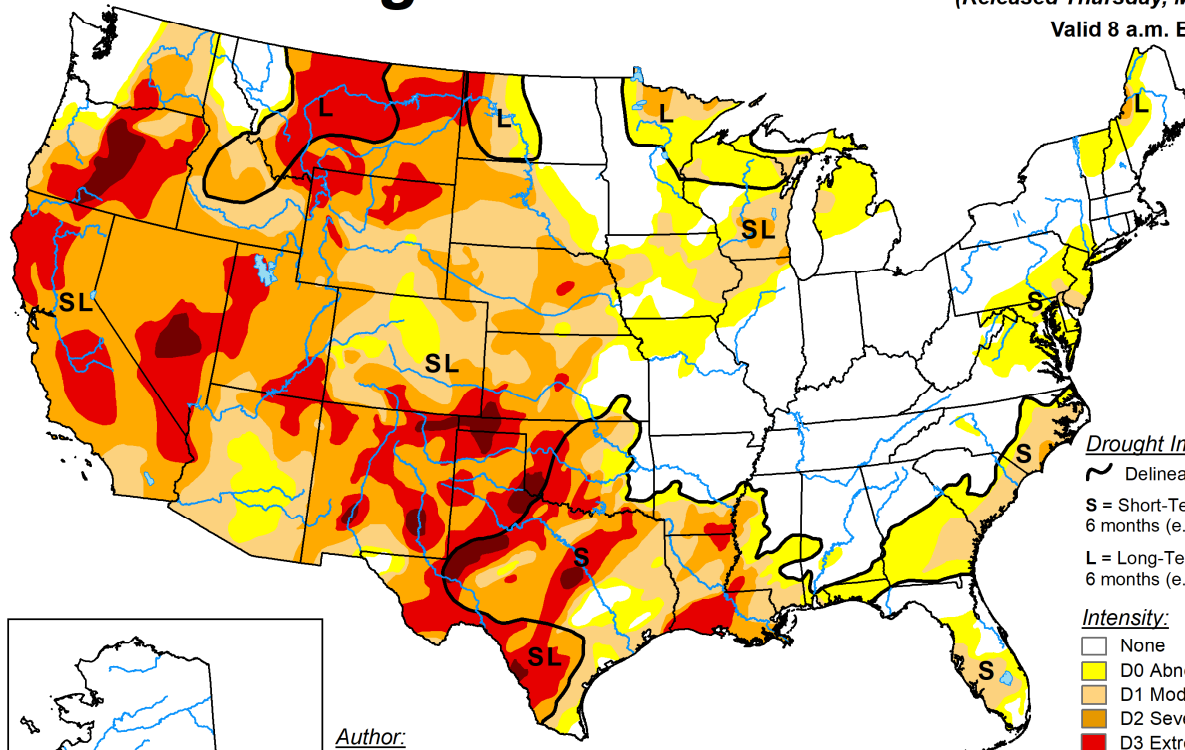 (Released Thursday, M
Valid 8 a.m. E
L
L
L
L
SL
SL
S
SL
S
S
S
SL
S
Drought Im
Delinea
S = Short-Te
6 months (e.
L = Long-Te
6 months (e.
Intensity:
None
D0 Abn
D1 Mod
D2 Seve
D3 Extr
Author: